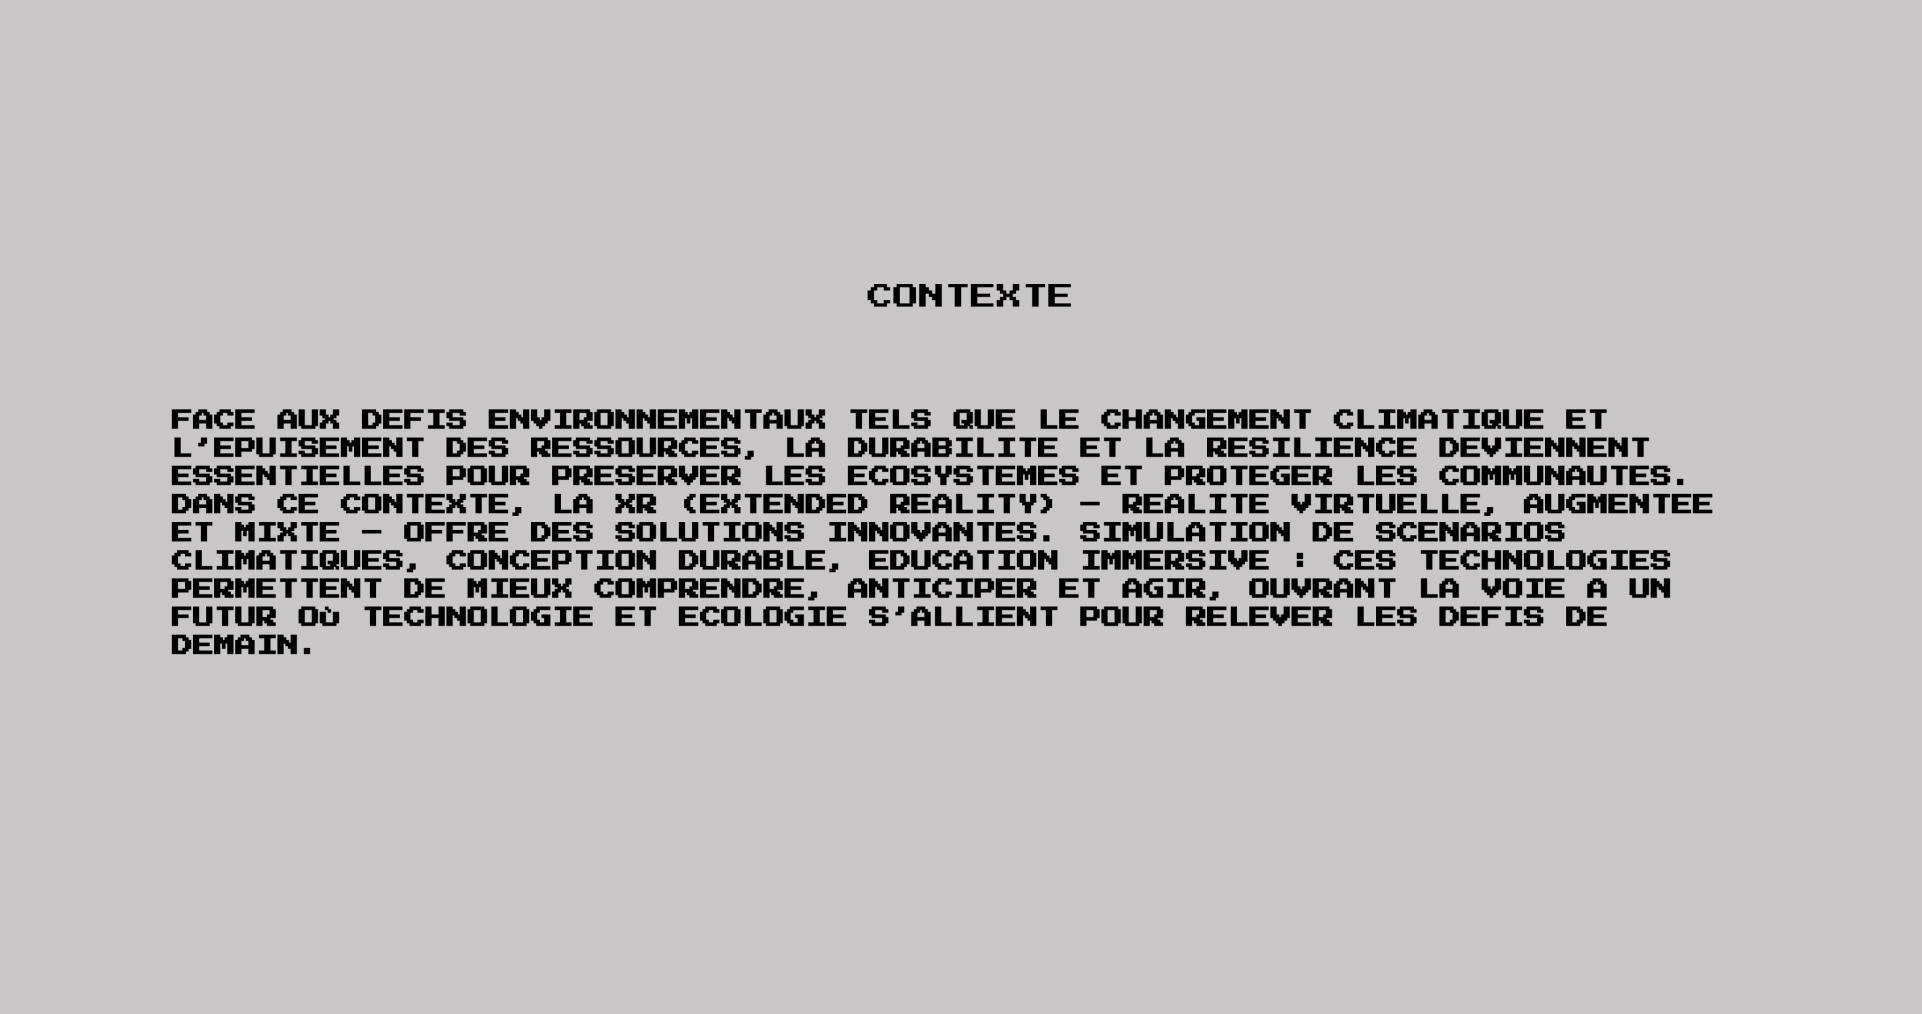 CONTEXTE
FACE AUX DEFIS ENVIRONNEMENTAUX TELS QUE LE CHANGEMENT CLIMATIQUE ET
L'EPUISEMENT DES RESSOURCES, LA DURABILITE ET LA RESILIENCE DEVIENNENT
ESSENTIELLES POUR PRESERVER LES ECOSYSTEMES ET PROTEGER LES COMMUNAUTES.
DANS CE CONTEXTE, LA XR (EXTENDED REALITY) – REALITE VIRTUELLE, AUGMENTEE
ET MIXTE – OFFRE DES SOLUTIONS INNOVANTES. SIMULATION DE SCENARIOS
CLIMATIQUES, CONCEPTION DURABLE, EDUCATION IMMERSIVE : CES TECHNOLOGIES
PERMETTENT DE MIEUX COMPRENDRE, ANTICIPER ET AGIR, OUVRANT LA VOIE A UN
FUTUR Où TECHNOLOGIE ET ECOLOGIE S'ALLIENT POUR RELEVER LES DEFIS DE
DEMAIN.